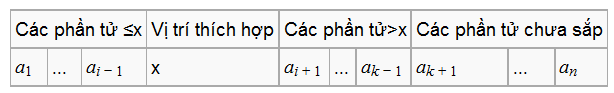 Các phần tử ≤x Vị trí thích hợp Các phần tử>x Các phần tử chưa sắp
a1 ... ai − 1 x ai + 1 ... ak − 1 ak + 1 ... an